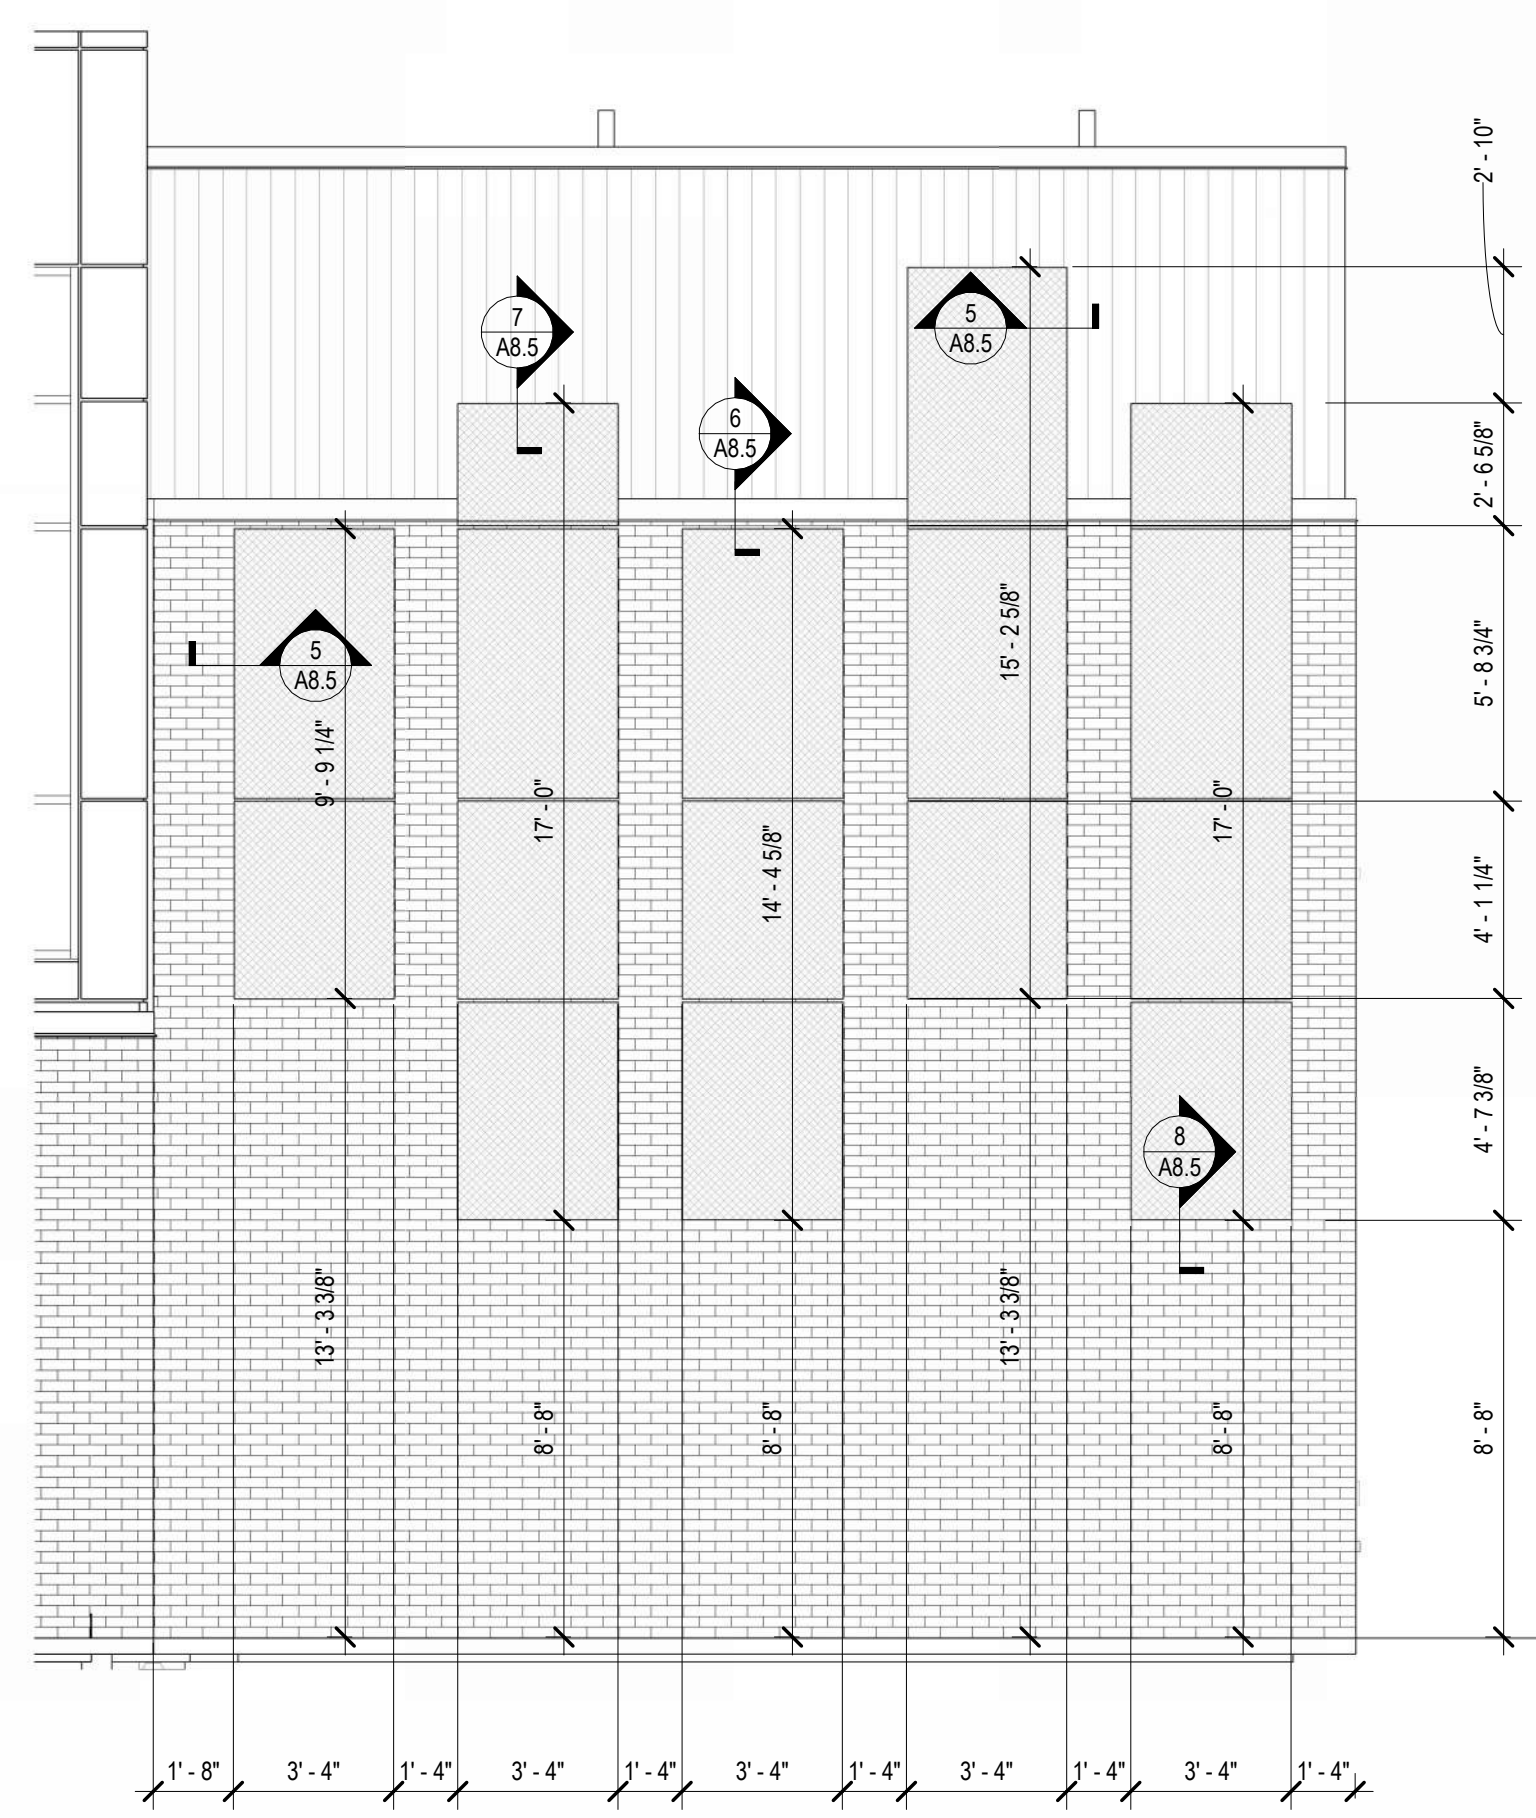 2' - 10"
7
A8.5
5
A8.5
6
A8.5
2' - 6 5/8"
5
A8.5
15' - 2 5/8"
5' - 8 3/4"
9' - 9 1/4"
17' - 0"
17' - 0"
14' - 4 5/8"
4' - 1 1/4"
8
A8.5
4' - 7 3/8"
13' - 3 3/8"
13' - 3 3/8"
8' - 8"
8' - 8"
8' - 8"
8' - 8"
1' - 8"
3' - 4"
1' - 4"
3' - 4"
1' - 4"
3' - 4"
1' - 4"
3' - 4"
1' - 4"
3' - 4"
1' - 4"